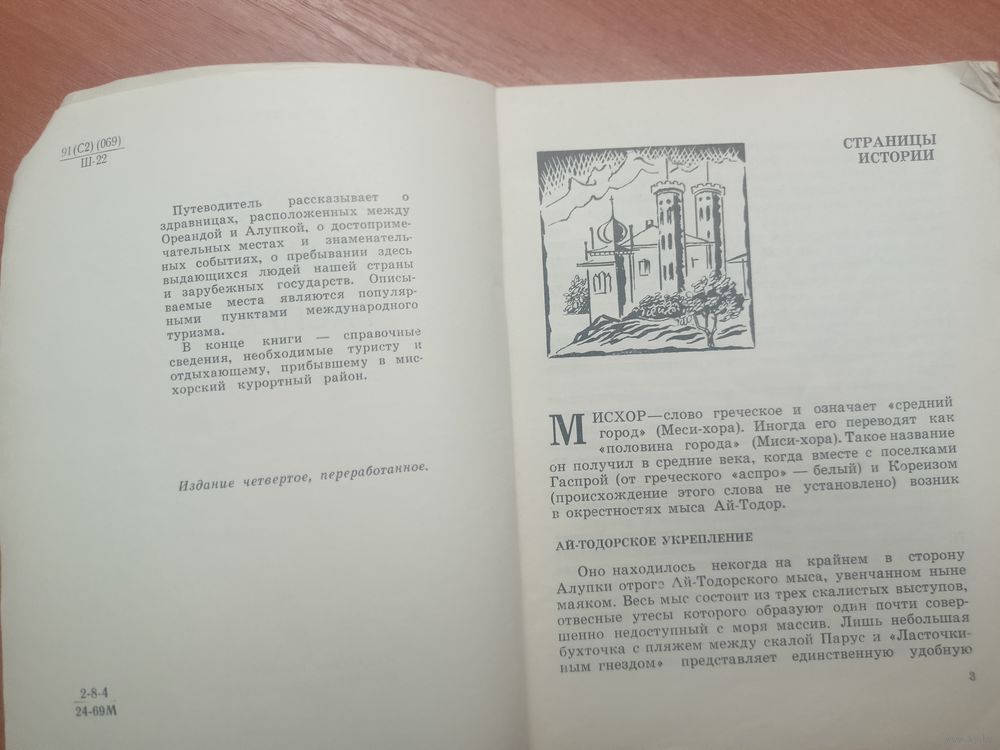 91(С2)(069)
Ш-22
Путеводитель рассказывает о
здравницах, расположенных между
Ореандой и Алупкой, о достоприме-
чательных местах и знаменатель-
ных событиях, о пребывании здесь
выдающихся людей нашей страны
и зарубежных государств. Описы-
ваемые места являются популяр-
ными пунктами международного
туризма.
В конце книги — справочные
сведения, необходимые туристу и
отдыхающему, прибывшему в мис-
хорский курортный район.
Издание четвертое, переработанное.
2-8-4
24-69М
СТРАНИЦЫ
ИСТОРИИ
МИСХОР—слово греческое и означает «средний
город» (Меси-хора). Иногда его переводят как
«половина города» (Миси-хора). Такое название
он получил в средние века, когда вместе с поселками
Гаспрой (от греческого «аспро» — белый) и Кореизом
(происхождение этого слова не установлено) возник
в окрестностях мыса Ай-Тодор.
АЙ-ТОДОРСКОЕ УКРЕПЛЕНИЕ
Оно находилось некогда на крайнем в сторону
Алупки отроге Ай-Тодорского мыса, увенчанном ныне
маяком. Весь мыс состоит из трех скалистых выступов,
отвесные утесы которого образуют один почти совер-
шенно недоступный с моря массив. Лишь небольшая
бухточка с пляжем между скалой Парус и «Ласточки-
ным гнездом» представляет единственную удобную
3